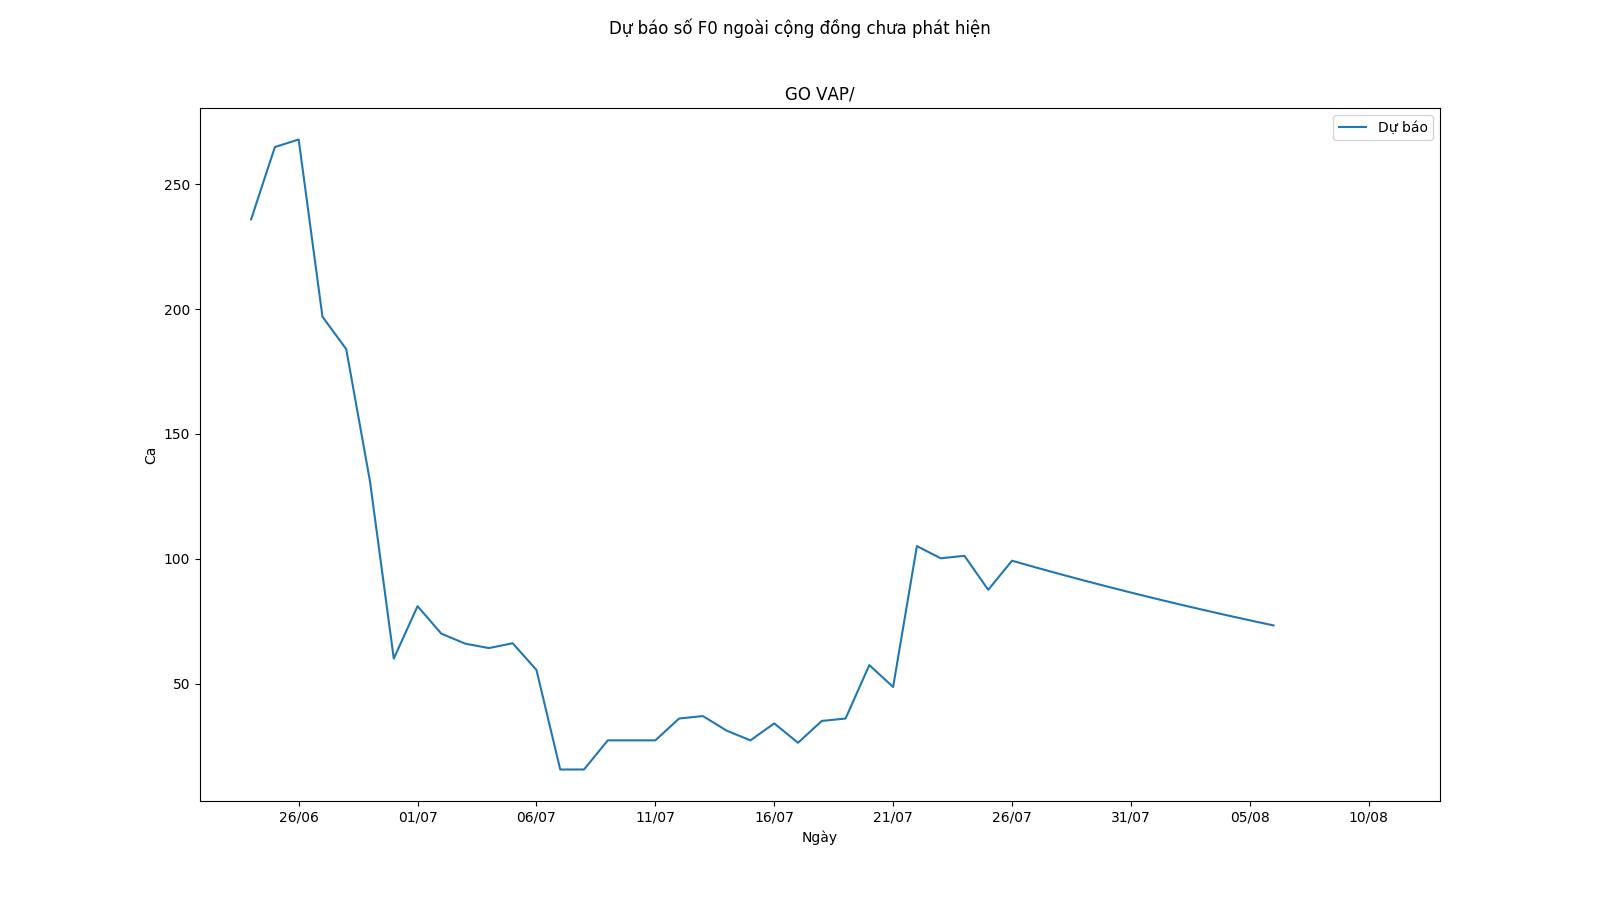 Dự báo số F0 ngoài cộng đồng chưa phát hiện
GO VAP/
Dự báo
250
200
150
100
50
Ca
26/06 01/07 06/07 11/07 16/07 21/07 26/07 31/07 05/08 10/08
Ngày